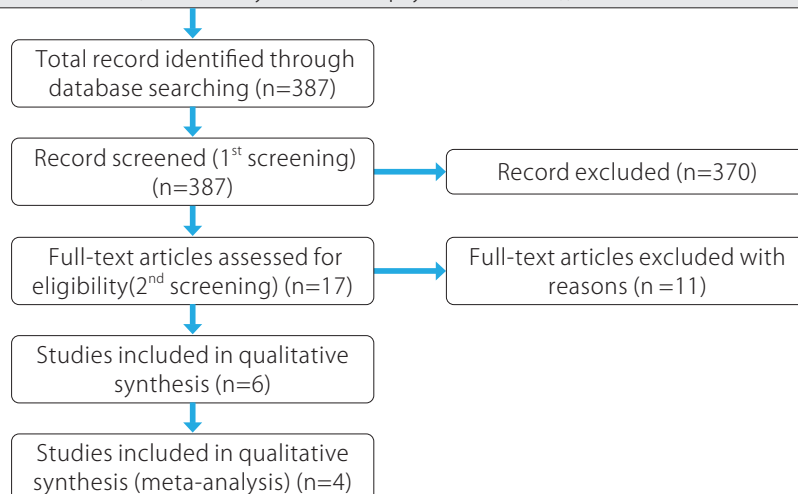 Total record identified through
database searching (n=387)
Record screened (1st screening)
(n=387)
Record excluded (n=370)
Full-text articles assessed for
eligibility(2nd screening) (n=17)
Full-text articles excluded with
reasons (n =11)
Studies included in qualitative
synthesis (n=6)
Studies included in qualitative
synthesis (meta-analysis) (n=4)